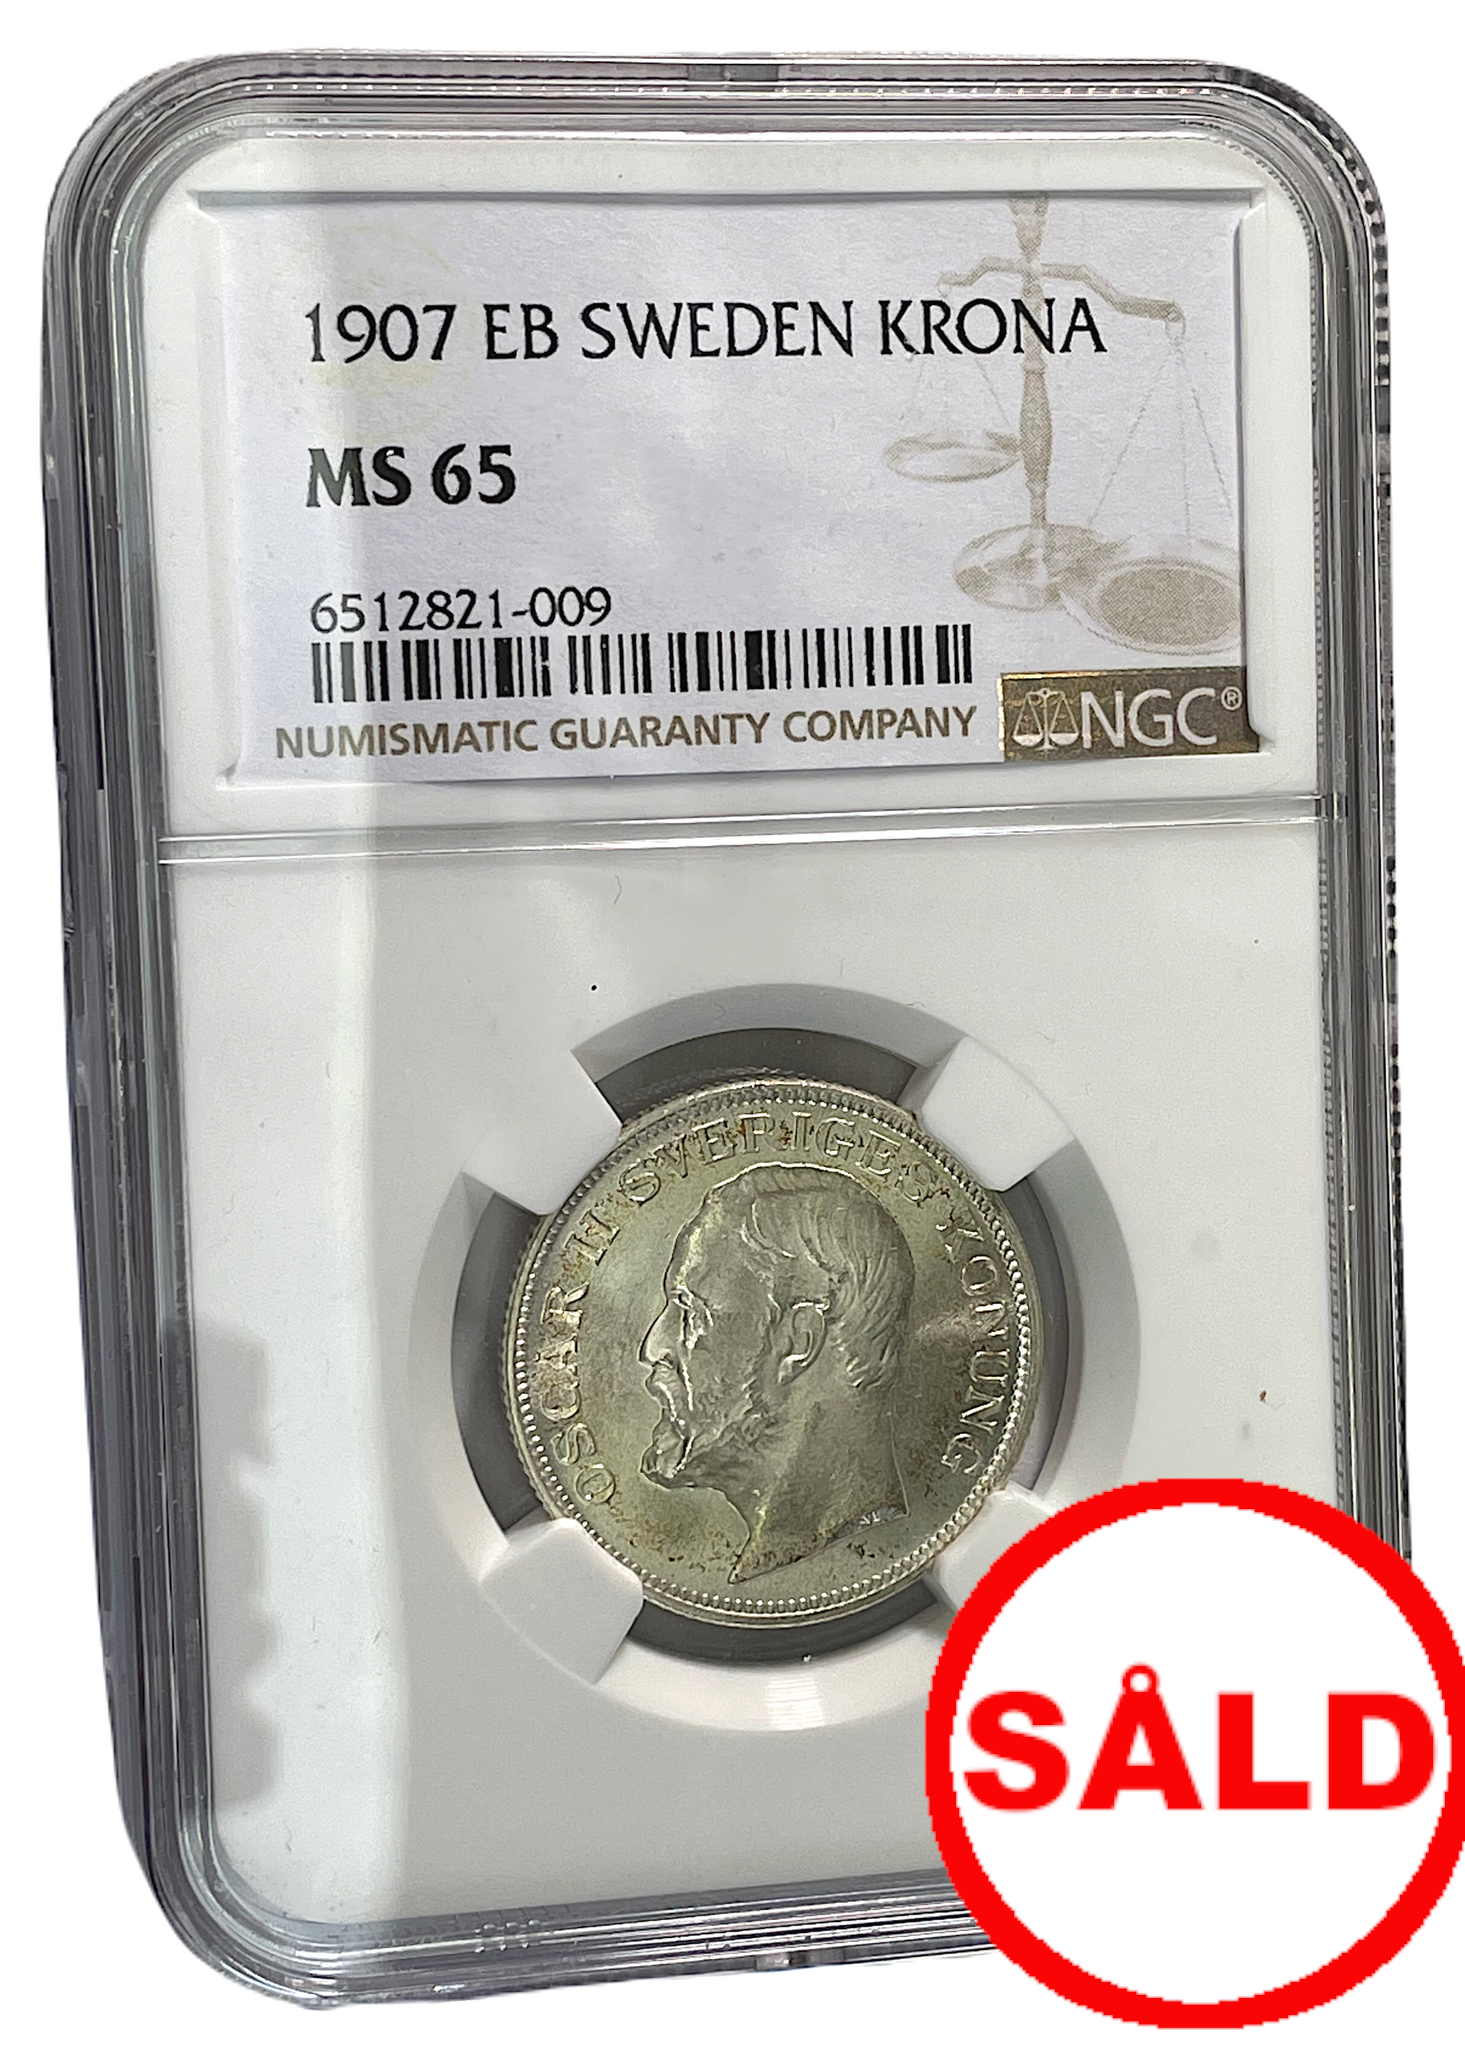 1907 EB SWEDEN KRONA
MS 65
6512821-009
NUMISMATIC GUARANTY COMPANY
NGC®
OSCAR II SVERIGES KONUNG
SÅLD